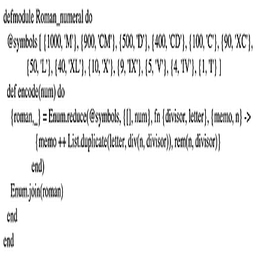 defmodule Roman_numeral do
@symbols [ {1000, 'M'}, {900, 'CM'}, {500, 'D'}, {400, 'CD'}, {100, 'C'}, {90, 'XC'},
{50, 'L'}, {40, 'XL'}, {10, 'X'}, {9, 'IX'}, {5, 'V'}, {4, 'IV'}, {1, 'I'} ]
def encode(num) do
{roman,_} = Enum.reduce(@symbols, {[], num}, fn {divisor, letter}, {memo, n} ->
{memo ++ List.duplicate(letter, div(n, divisor)), rem(n, divisor)}
end)
Enum.join(roman)
end
end